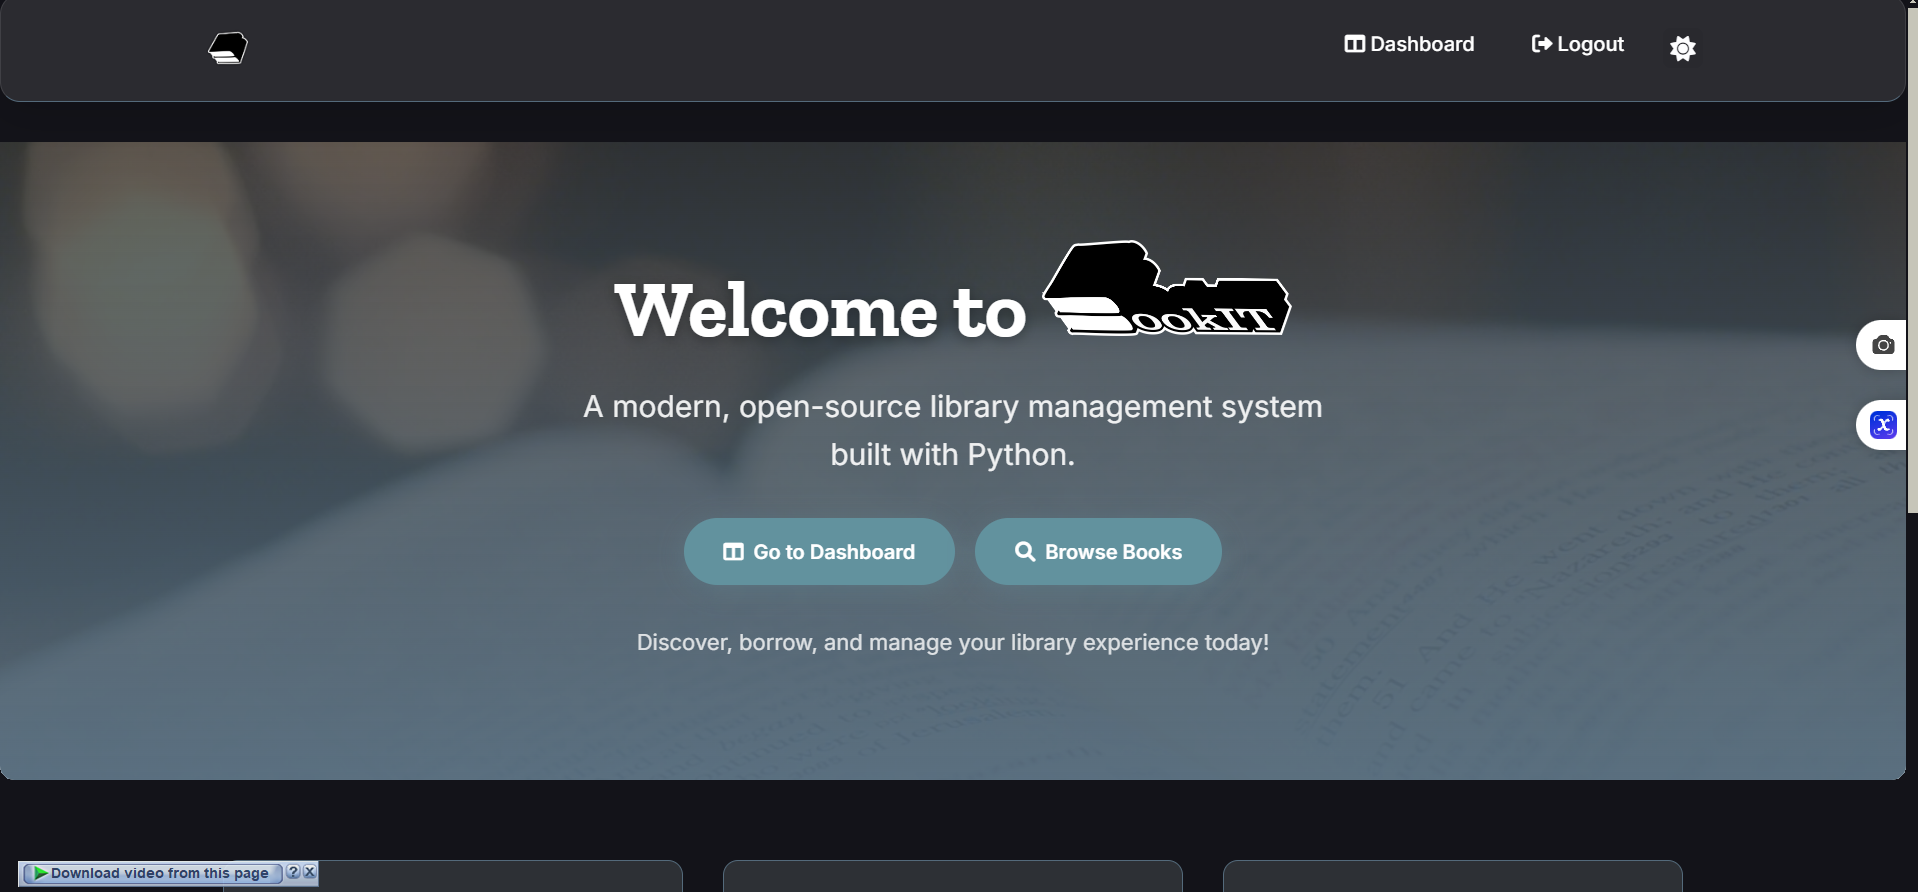 Dashboard
Logout
Welcome to
BookIT
A modern, open-source library management system
built with Python.
Go to Dashboard
Browse Books
Discover, borrow, and manage your library experience today!
Download video from this page
?
X